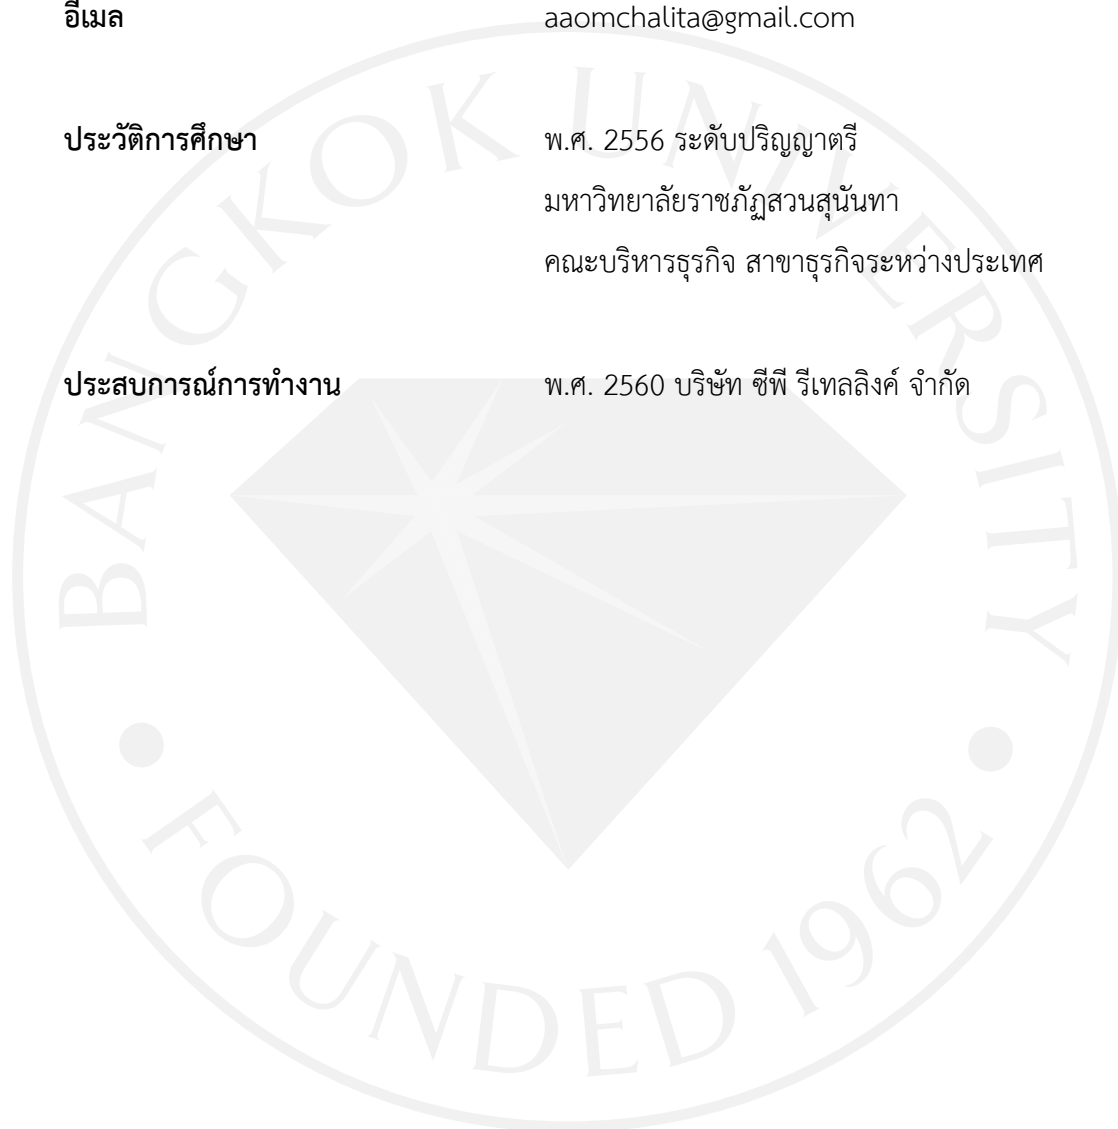 อีเมล aaomchalita@gmail.com
ประวัติการศึกษา พ.ศ. 2556 ระดับปริญญาตรี
มหาวิทยาลัยราชภัฏสวนสุนันทา
คณะบริหารธุรกิจ สาขาธุรกิจระหว่างประเทศ
ประสบการณ์การทำงาน พ.ศ. 2560 บริษัท ซีพี รีเทลลิงค์ จำกัด
BANGKOK UNIVERSITY
FOUNDED 1962